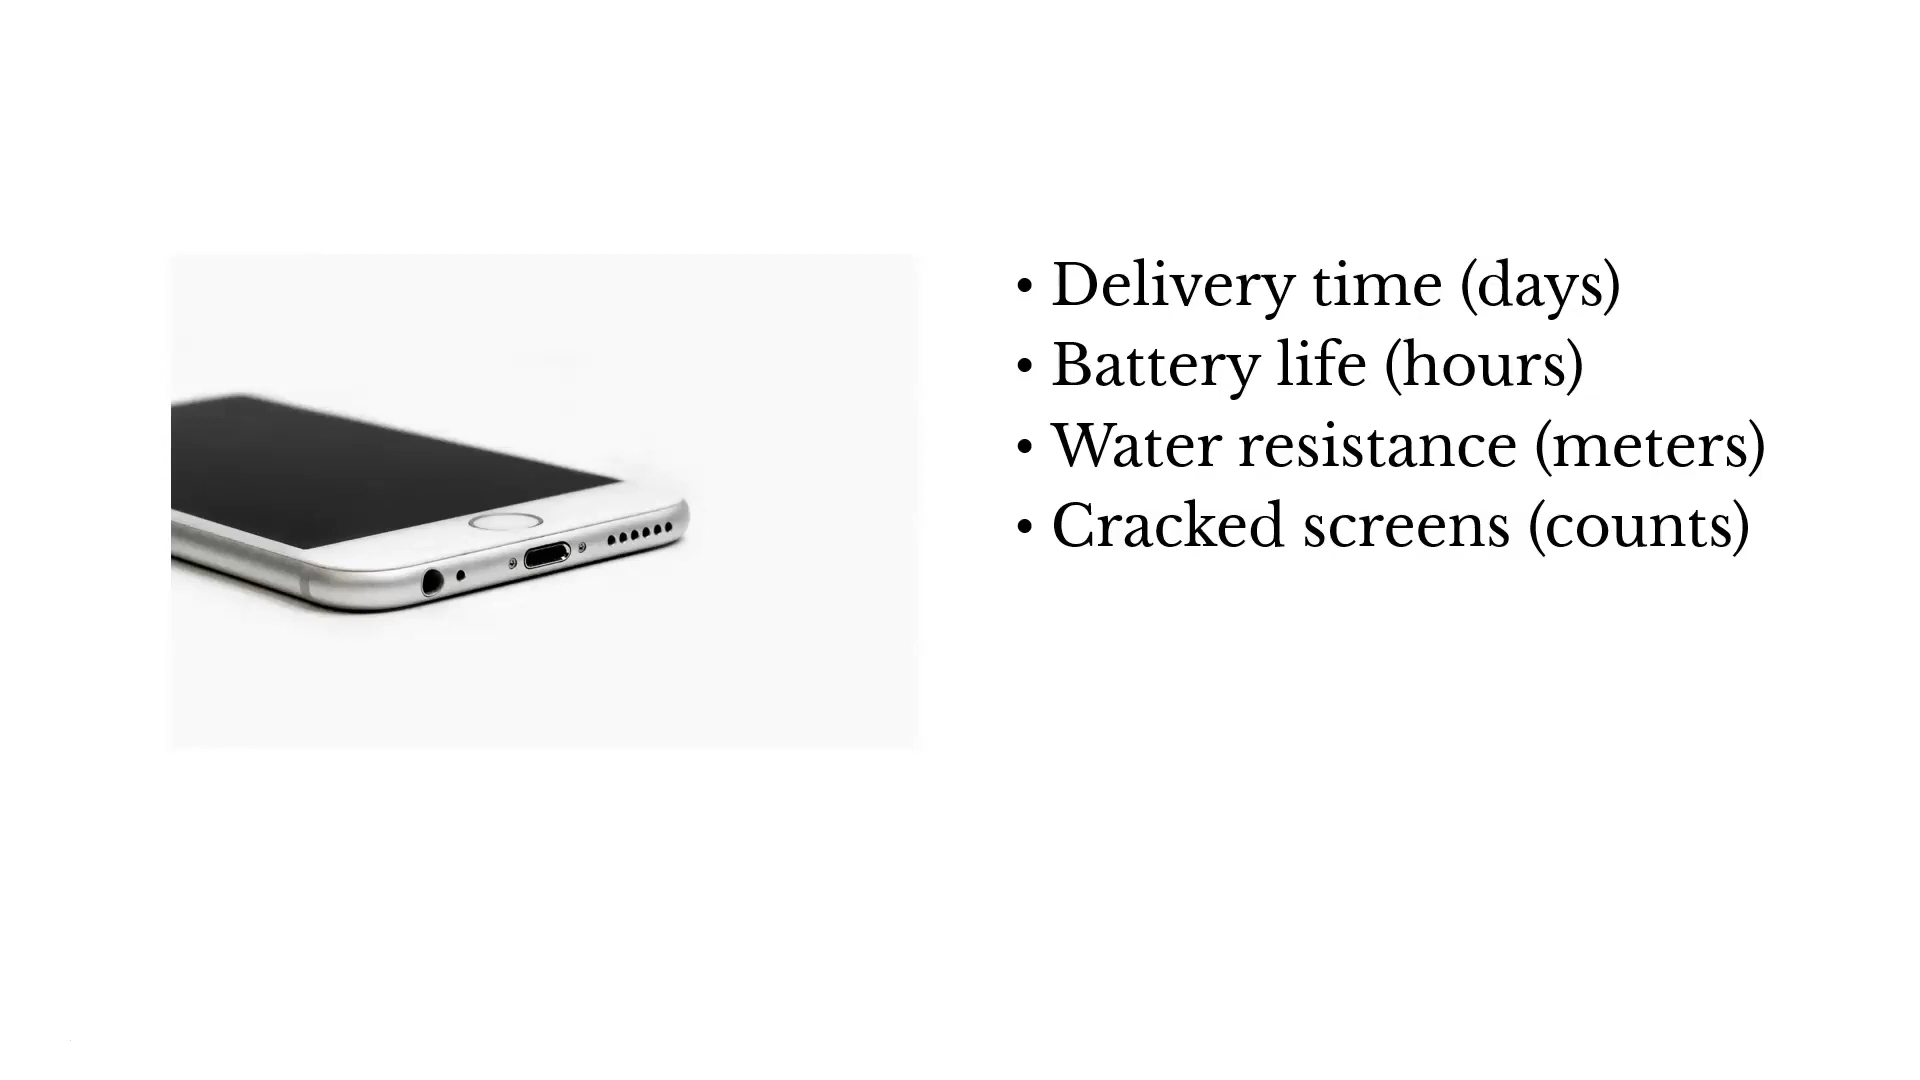 • Delivery time (days)
• Battery life (hours)
• Water resistance (meters)
• Cracked screens (counts)